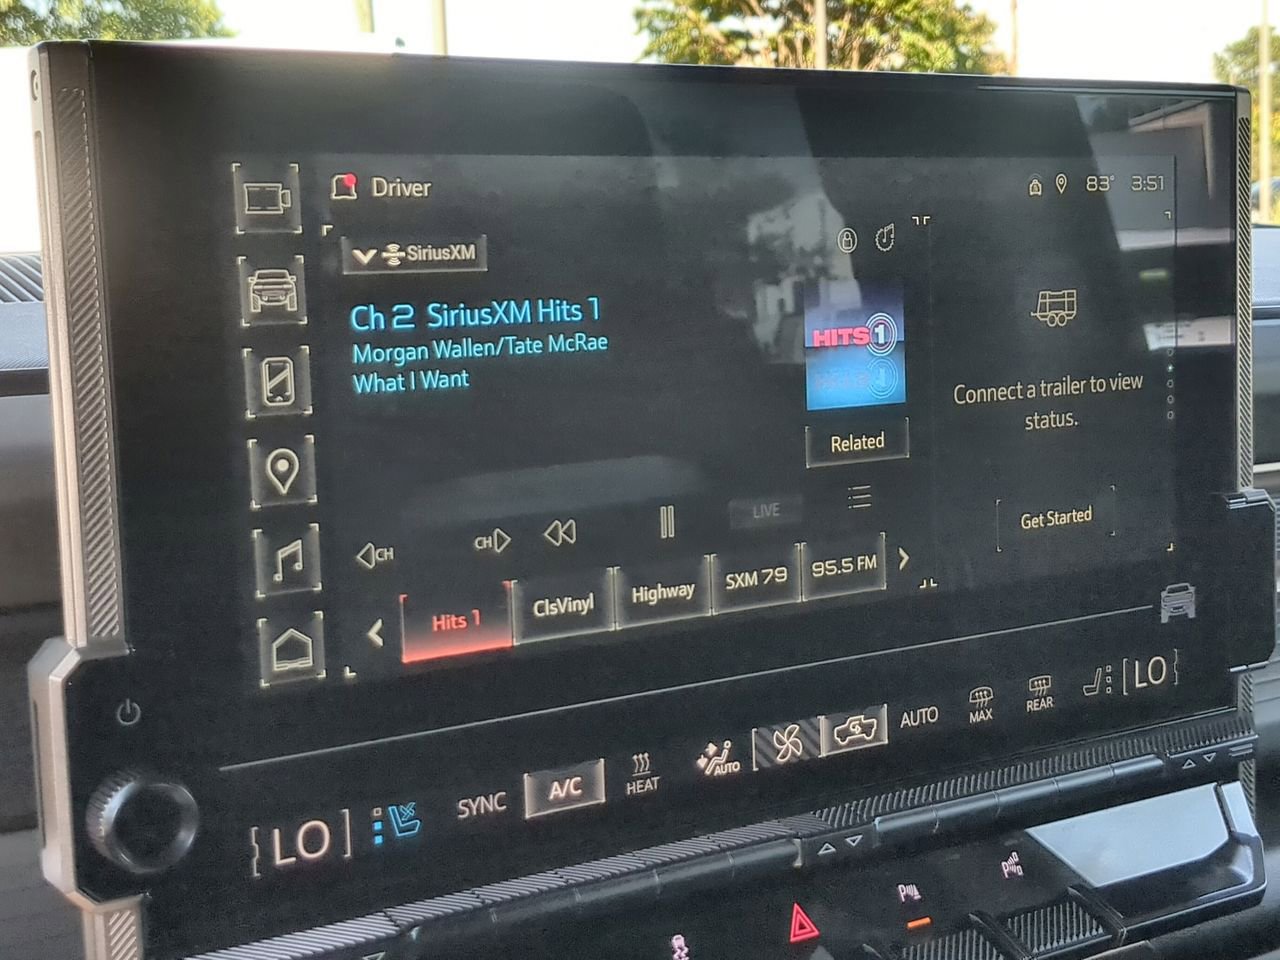 Driver
83° 3:51
SiriusXM
Ch 2 SiriusXM Hits 1
Morgan Wallen/Tate McRae
What I Want
HITS 1
Related
Connect a trailer to view
status.
Get Started
CH
CH
LIVE
Hits 1
ClsVinyl
Highway
SXM 79
95.5 FM
LO
SYNC
A/C
HEAT
AUTO
AUTO
MAX
REAR
LO